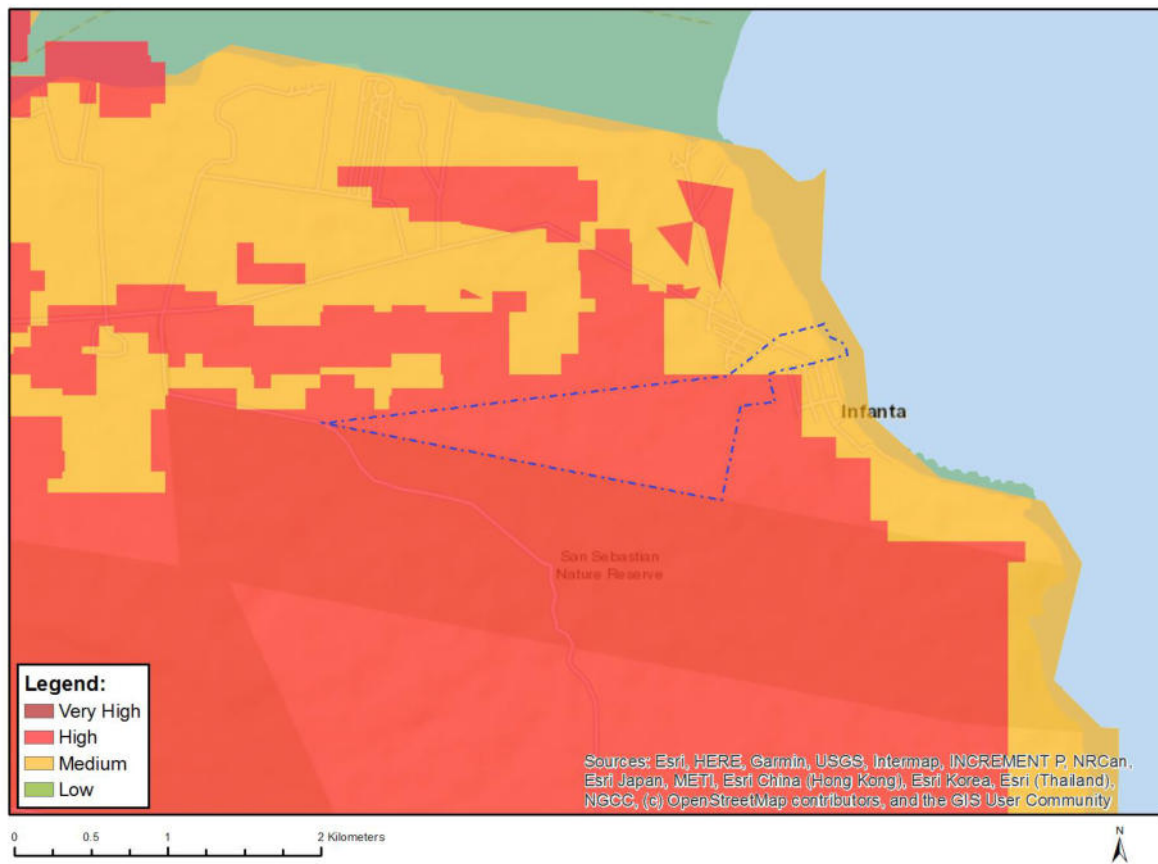 Infanta
San Sebastian
Nature Reserve
Legend:
Very High
High
Medium
Low
Sources: Esri, HERE, Garmin, USGS, Intermap, INCREMENT P, NRCan,
Esri Japan, METI, Esri China (Hong Kong), Esri Korea, Esri (Thailand),
NGCC, (c) OpenStreetMap contributors, and the GIS User Community
0 0.5 1 2 Kilometers
N